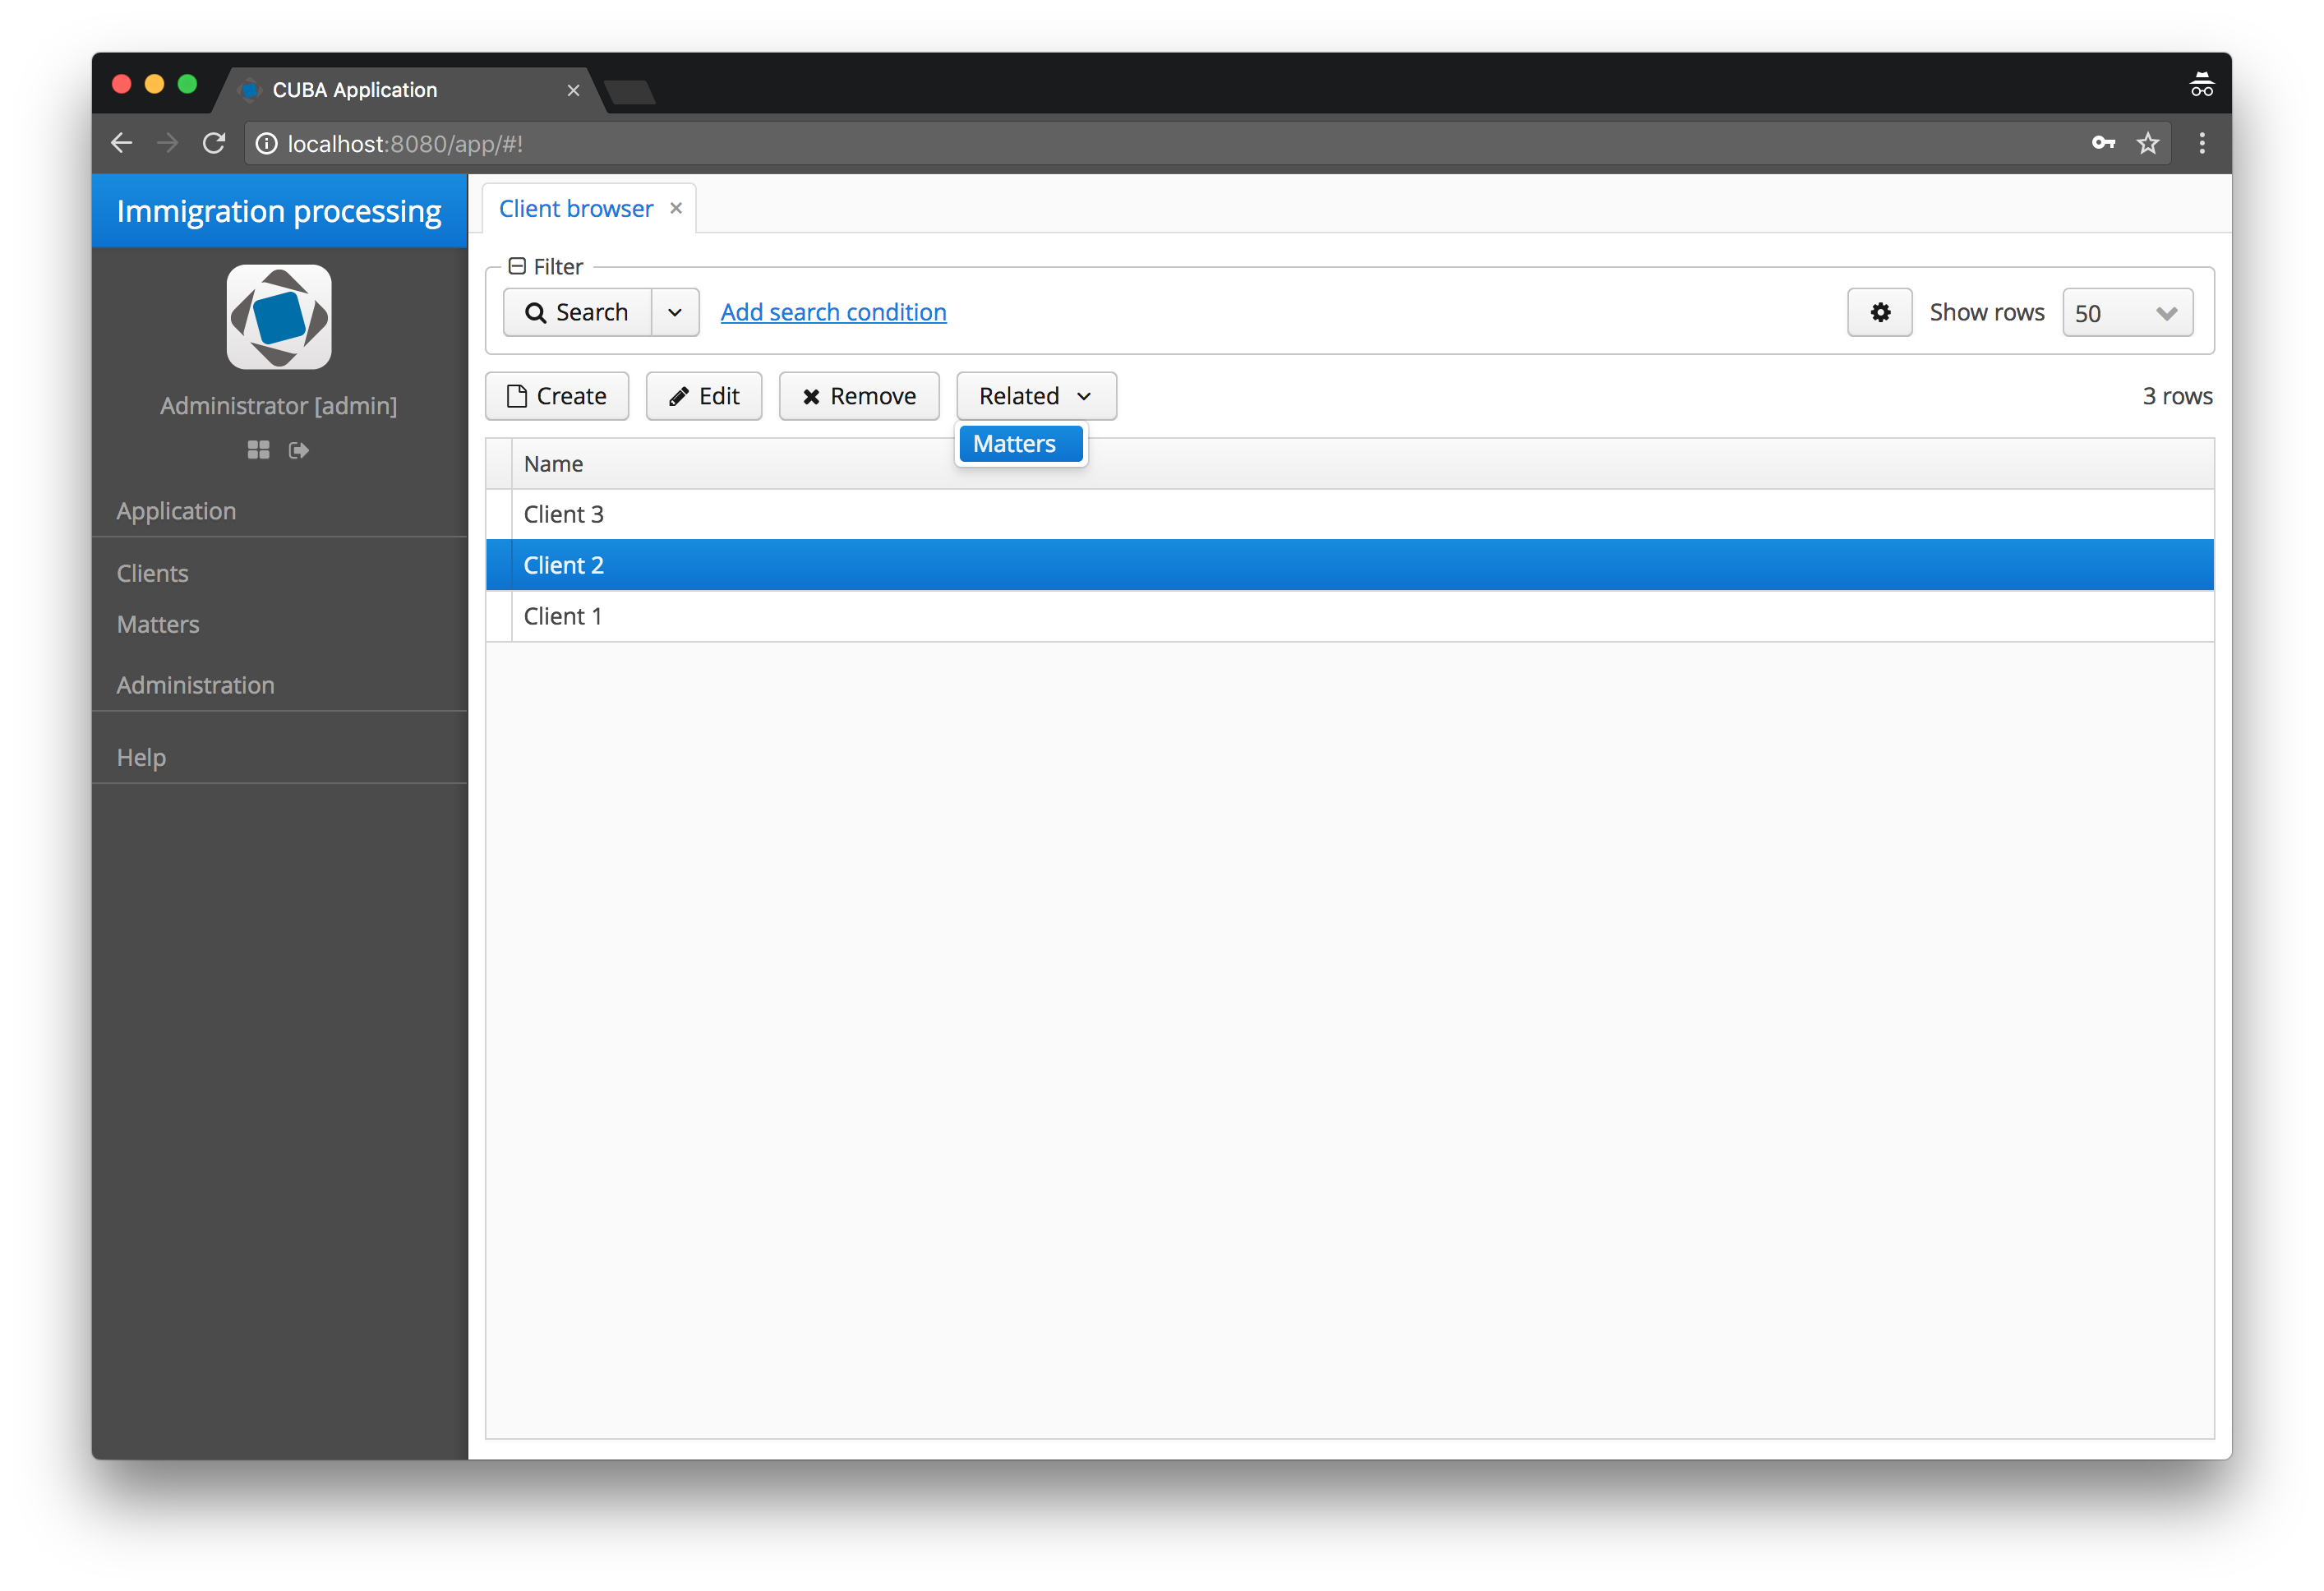 CUBA Application
localhost:8080/app/#!
Immigration processing
Administrator [admin]
Application
Clients
Matters
Administration
Help
Client browser
Filter
Search Add search condition Show rows 50
Create Edit Remove Related 3 rows
Matters
Name
Client 3
Client 2
Client 1